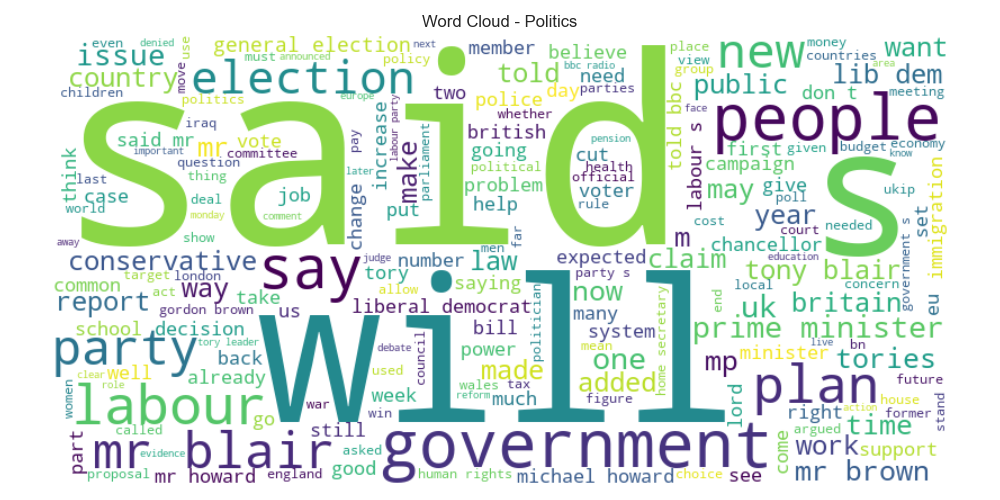 Word Cloud - Politics
even
denied
use
general election
next
member
believe
place
new
money
want
issue
move
policy
must
announced
bbc radio
view
countries
country
election
told
need
group
parties
public
lib dem
area
children
politics
europe
two
police
day
don t
meeting
said
iraq
pay
labour party
whether
told bbc
face
people
said mr
mr
vote
increase
make
british
first
given
budget
economy
think
important
question
committee
parliament
going
cut
pension
labour s
campaign
know
last
thing
later
political
health
official
voter
may
give
poll
ukip
s
case
deal
job
change
put
problem
help
rule
year
needed
set
immigration
world
monday
comment
cost
court
chancellor
eu
away
show
men
far
m
education
government s
conservative
say
judge
number
law
expected
claim
common
target
london
way
tory
saying
party s
tony blair
concern
report
act
take
allow
now
end
local
gordon brown
us
liberal democrat
many
uk
britain
school
decision
will
bill
system
home secretary
prime minister
party
tory leader
back
debate
council
power
politician
one
live
bn
clear
well
already
used
made
mean
mp
minister
tories
women
role
wales
tax
added
plan
future
labour
week
reform
much
figure
lord
house
action
go
war
win
right
former
stand
called
still
argued
time
part
mr blair
asked
government
come
work
support
evidence
good
proposal
mr howard
england
human rights
michael howard
choice
see
mr brown